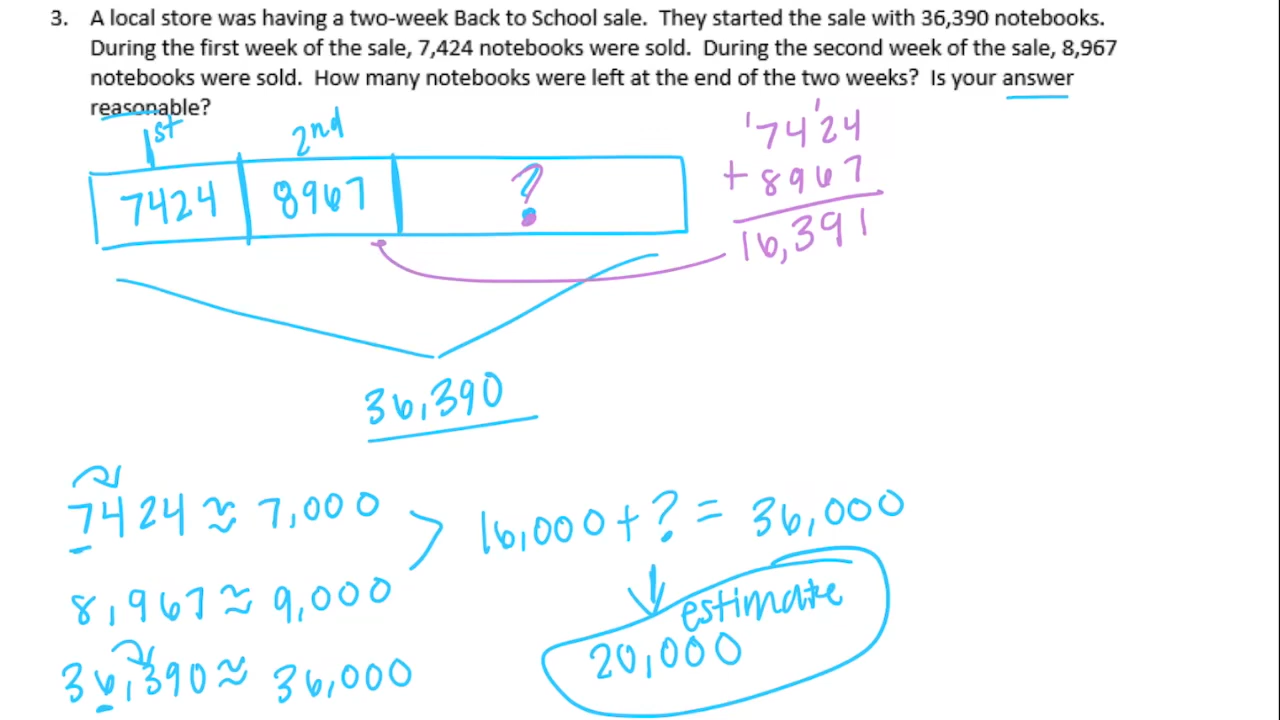 3. A local store was having a two-week Back to School sale. They started the sale with 36,390 notebooks.
During the first week of the sale, 7,424 notebooks were sold. During the second week of the sale, 8,967
notebooks were sold. How many notebooks were left at the end of the two weeks? Is your answer
reasonable?
1st 2nd
7424 8967 ?
1 1
7424
+ 8967
16,391
36,390
7424 ≈ 7,000
16,000 + ? = 36,000
8,967 ≈ 9,000
estimate
20,000
36,390 ≈ 36,000